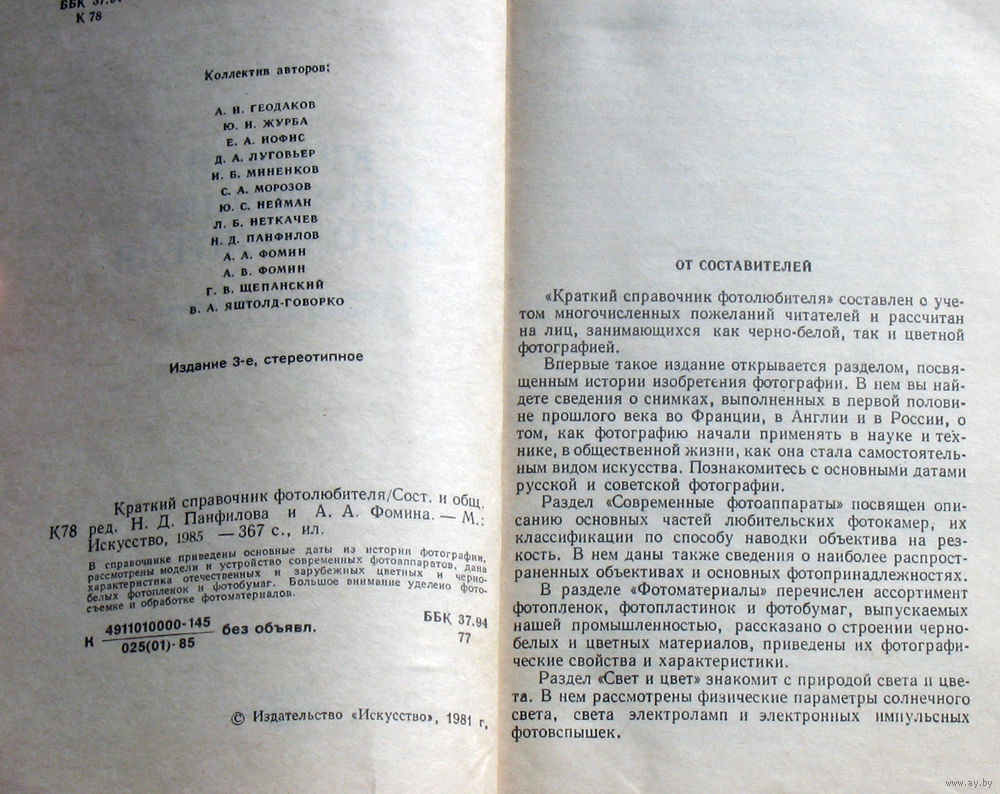 ББК 37.94
К 78
Коллектив авторов:
А. И. ГЕОДАКОВ
Ю. И. ЖУРБА
Е. А. ИОФИС
Д. А. ЛУГОВЬЕР
И. Б. МИНЕНКОВ
С. А. МОРОЗОВ
Ю. С. НЕЙМАН
Л. Б. НЕТКАЧЕВ
Н. Д. ПАНФИЛОВ
А. А. ФОМИН
А. В. ФОМИН
Г. В. ЩЕПАНСКИЙ
В. А. ЯШТОЛД-ГОВОРКО
Издание 3-е, стереотипное
Краткий справочник фотолюбителя/Сост. и общ.
К78 ред. Н. Д. Панфилова и А. А. Фомина. — М.:
Искусство, 1985 — 367 с., ил.
В справочнике приведены основные даты из истории фотографии,
рассмотрены модели и устройство современных фотоаппаратов, дана
характеристика отечественных и зарубежных цветных и черно-
белых фотопленок и фотобумаг. Большое внимание уделено фото-
съемке и обработке фотоматериалов.
К 4911010000-145 без объявл.
025(01)-85
ББК 37.94
77
© Издательство «Искусство», 1981 г,
ОТ СОСТАВИТЕЛЕЙ
«Краткий справочник фотолюбителя» составлен с уче-
том многочисленных пожеланий читателей и рассчитан
на лиц, занимающихся как черно-белой, так и цветной
фотографией.
Впервые такое издание открывается разделом, посвя-
щенным истории изобретения фотографии. В нем вы най-
дете сведения о снимках, выполненных в первой полови-
не прошлого века во Франции, в Англии и в России, о
том, как фотографию начали применять в науке и тех-
нике, в общественной жизни, как она стала самостоятель-
ным видом искусства. Познакомитесь с основными датами
русской и советской фотографии.
Раздел «Современные фотоаппараты» посвящен опи-
санию основных частей любительских фотокамер, их
классификации по способу наводки объектива на рез-
кость. В нем даны также сведения о наиболее распрост-
раненных объективах и основных фотопринадлежностях.
В разделе «Фотоматериалы» перечислен ассортимент
фотопленок, фотопластинок и фотобумаг, выпускаемых
нашей промышленностью, рассказано о строении черно-
белых и цветных материалов, приведены их фотографи-
ческие свойства и характеристики.
Раздел «Свет и цвет» знакомит с природой света и цве-
та. В нем рассмотрены физические параметры солнечного
света, света электроламп и электронных импульсных
фотовспышек.
www.ay.by